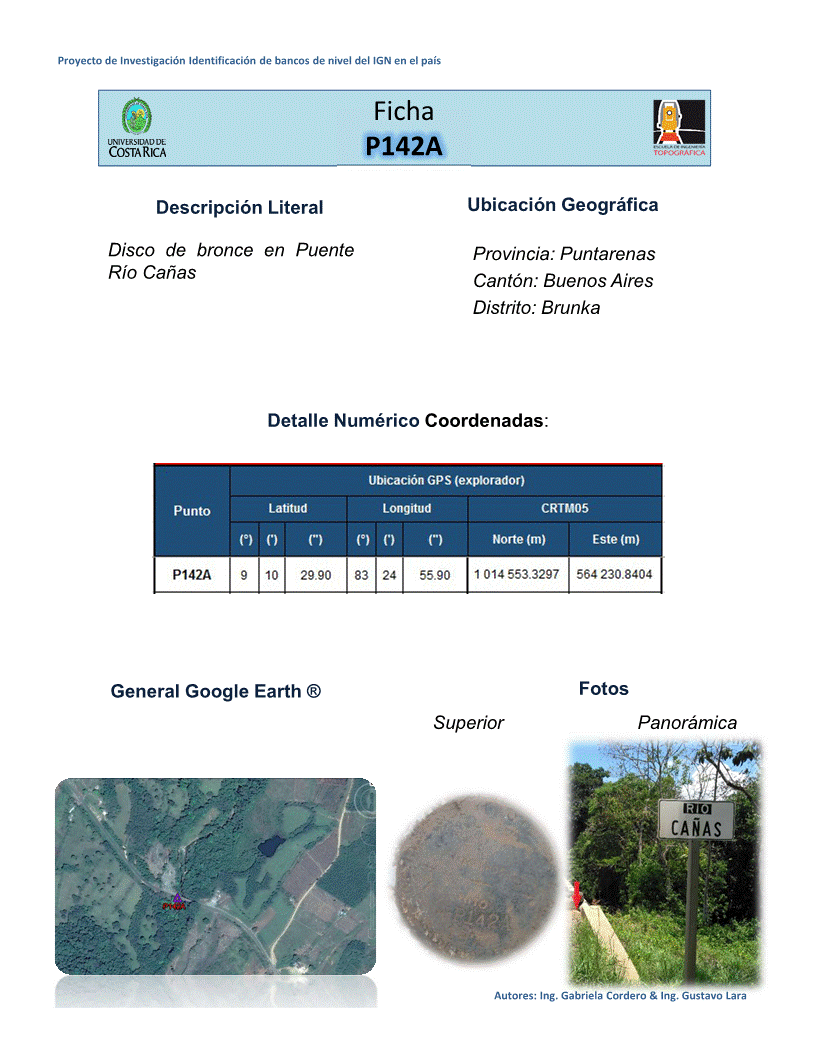 Proyecto de Investigación Identificación de bancos de nivel del IGN en el país
Ficha
P142A
UNIVERSIDAD DE
COSTA RICA
ESCUELA DE INGENIERÍA
TOPOGRÁFICA
Descripción Literal
Disco de bronce en Puente
Río Cañas
Ubicación Geográfica
Provincia: Puntarenas
Cantón: Buenos Aires
Distrito: Brunka
Detalle Numérico Coordenadas:
Punto
Ubicación GPS (explorador)
Latitud Longitud CRTM05
(°) (') (") (°) (') (") Norte (m) Este (m)
P142A 9 10 29.90 83 24 55.90 1 014 553.3297 564 230.8404
General Google Earth ®
Fotos
Superior Panorámica
P142A
P142
RIO
CAÑAS
Autores: Ing. Gabriela Cordero & Ing. Gustavo Lara